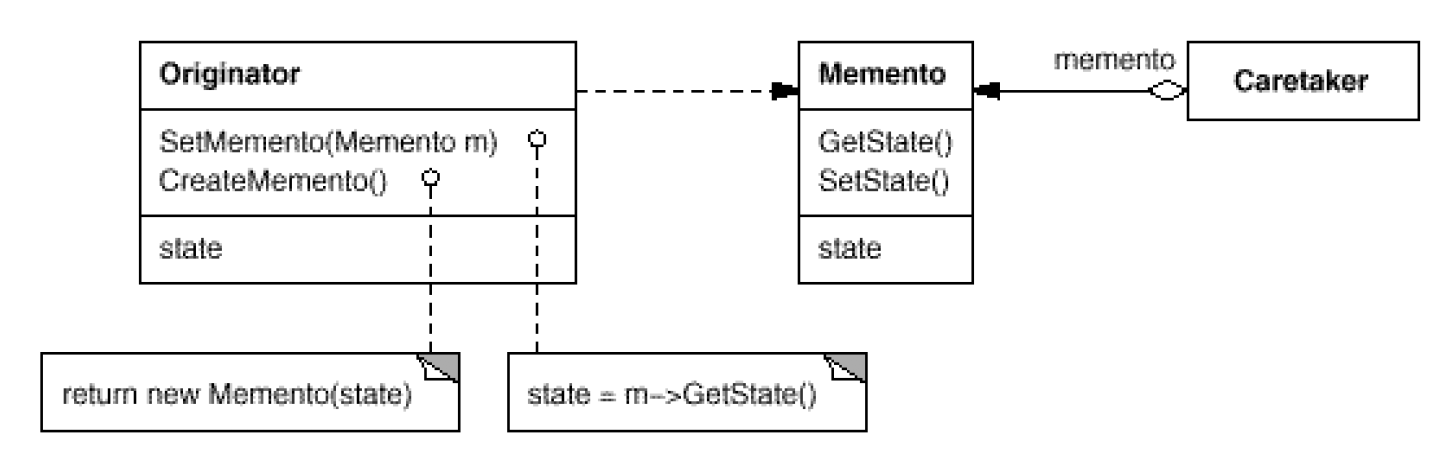 Originator
SetMemento(Memento m)
CreateMemento()
state
Memento
GetState()
SetState()
state
memento
Caretaker
return new Memento(state)
state = m->GetState()